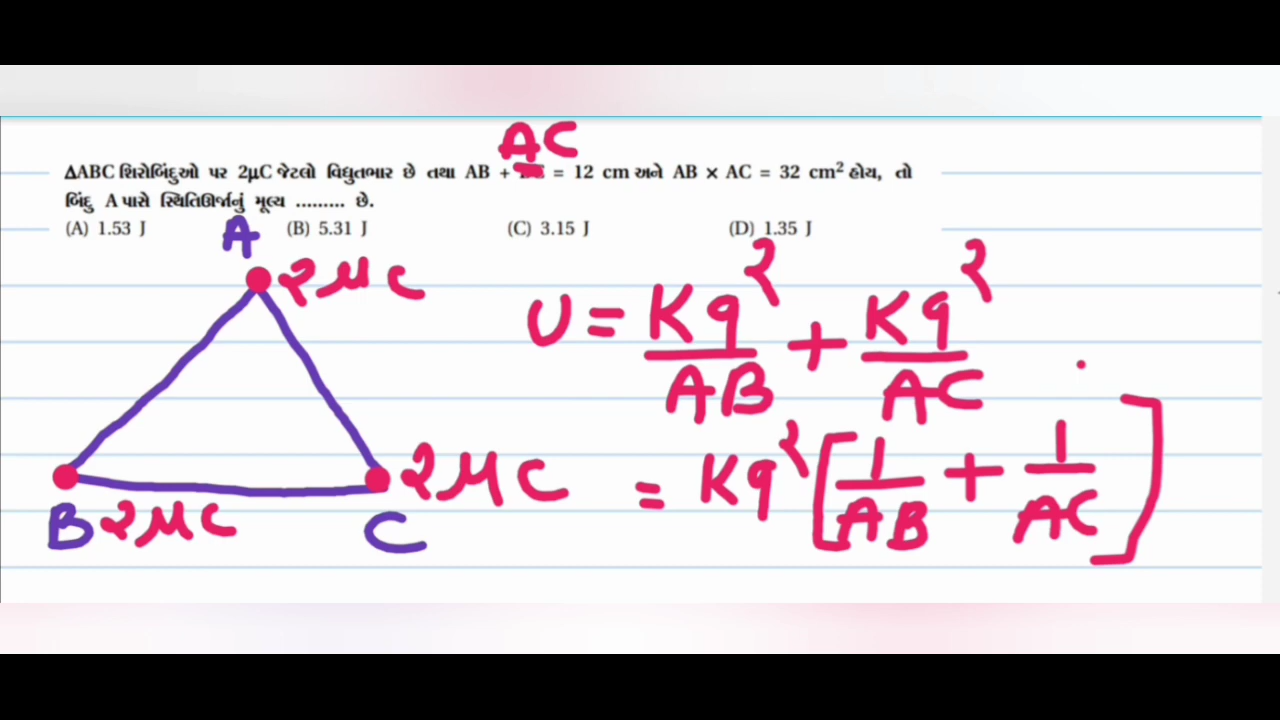 AC
ΔABC શિરોબિંદુઓ પર 2μC જેટલો વિદ્યુતભાર છે તથા AB + = 12 cm અને AB × AC = 32 cm² હોય, તો
બિંદુ A પાસે સ્થિતિઊર્જાનું મૂલ્ય ......... છે.
(A) 1.53 J (B) 5.31 J (C) 3.15 J (D) 1.35 J
A
૨μC
U = Kq²/AB + Kq²/AC
= Kq²[1/AB + 1/AC]
૨μC
B ૨μC C